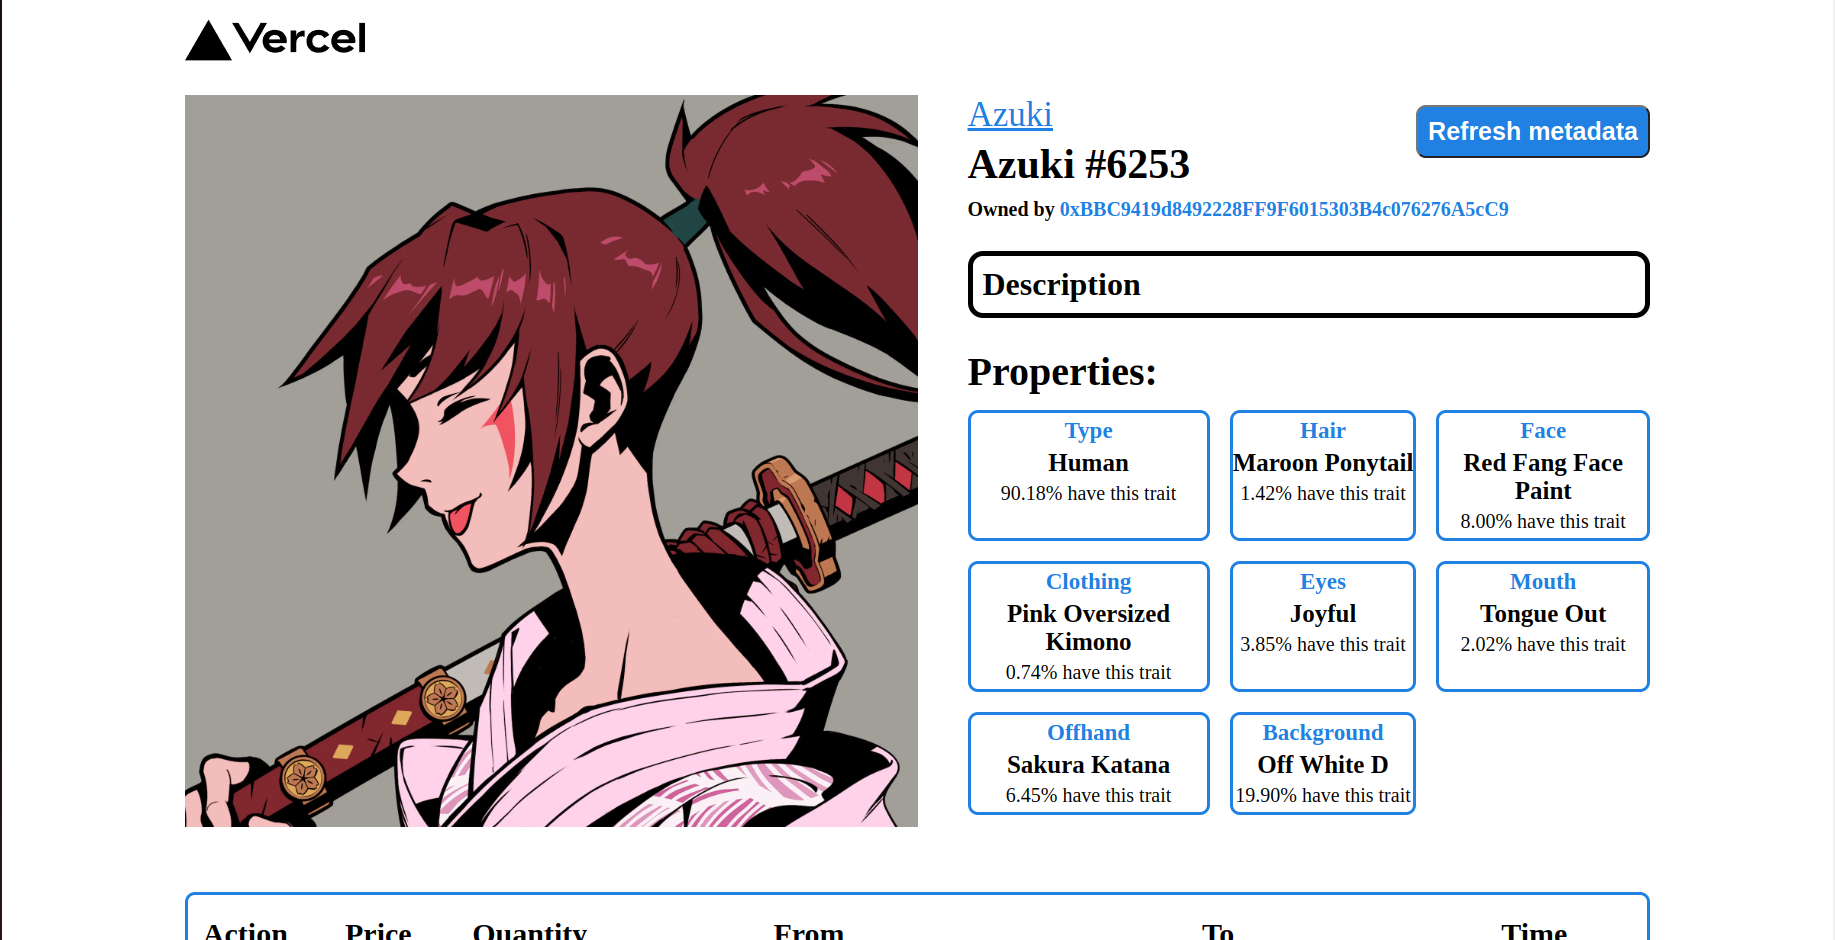 Vercel
Azuki
Refresh metadata
Azuki #6253
Owned by 0xBBC9419d8492228FF9F6015303B4c076276A5cC9
Description
Properties:
Type
Human
90.18% have this trait
Hair
Maroon Ponytail
1.42% have this trait
Face
Red Fang Face
Paint
8.00% have this trait
Clothing
Pink Oversized
Kimono
0.74% have this trait
Eyes
Joyful
3.85% have this trait
Mouth
Tongue Out
2.02% have this trait
Offhand
Sakura Katana
6.45% have this trait
Background
Off White D
19.90% have this trait
Action Price Quantity From To Time